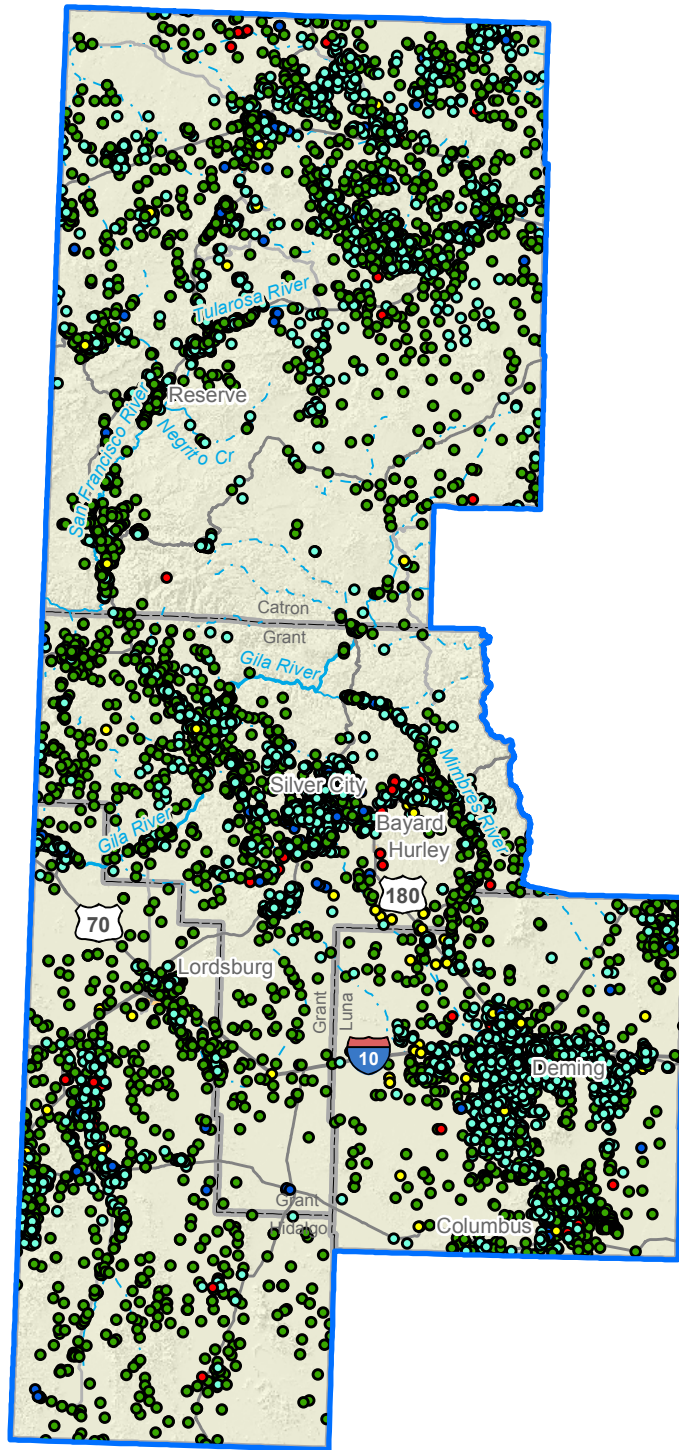 Tularosa River
Reserve
San Francisco River
Negrito Cr
Catron
Grant
Gila River
Silver City
Mimbres River
Bayard
Gila River
Hurley
180
70
Lordsburg
Grant
Luna
10
Deming
Grant
Hidalgo
Columbus